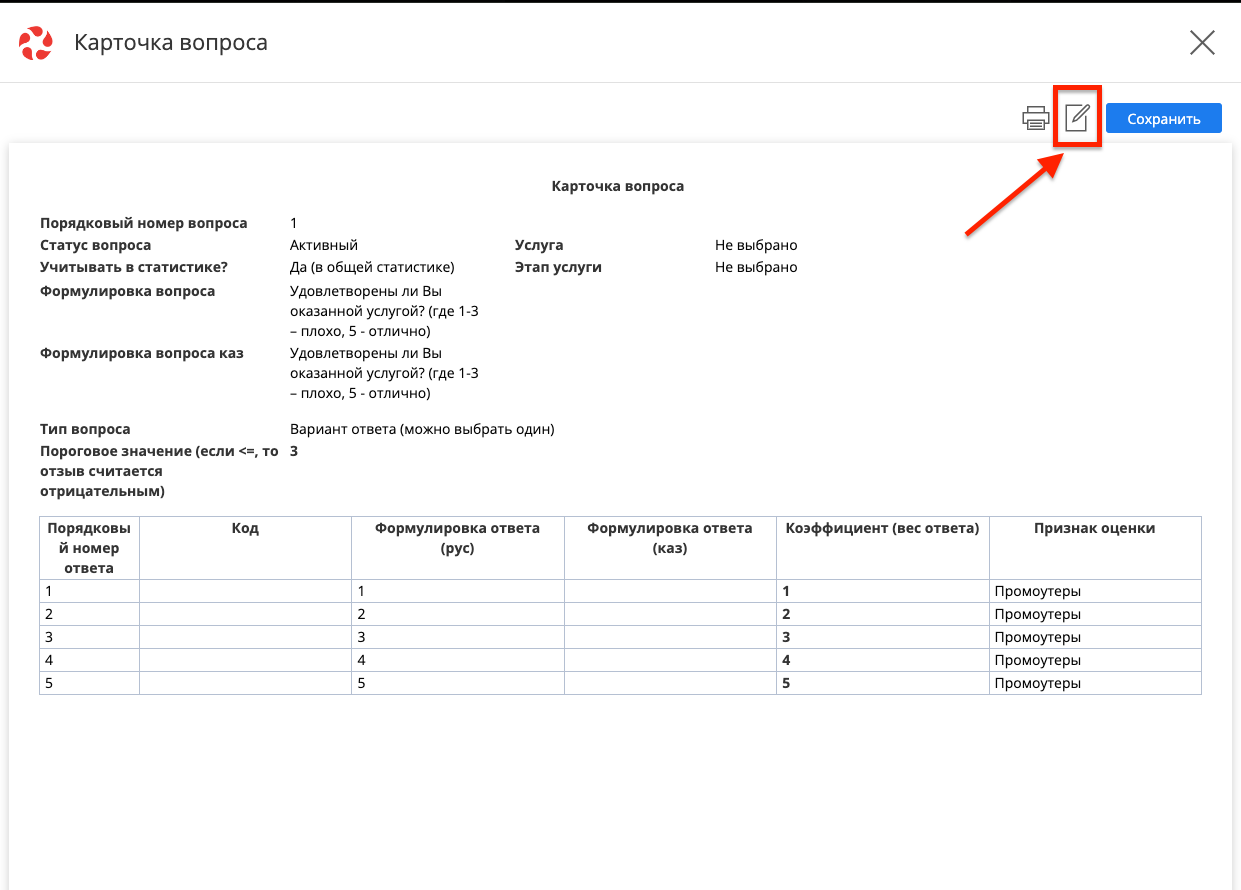 Карточка вопроса
Сохранить
Карточка вопроса
Порядковый номер вопроса 1
Статус вопроса Активный Услуга Не выбрано
Учитывать в статистике? Да (в общей статистике) Этап услуги Не выбрано
Формулировка вопроса Удовлетворены ли Вы
оказанной услугой? (где 1-3
– плохо, 5 - отлично)
Формулировка вопроса каз Удовлетворены ли Вы
оказанной услугой? (где 1-3
– плохо, 5 - отлично)
Тип вопроса Вариант ответа (можно выбрать один)
Пороговое значение (если <=, то 3
отзыв считается
отрицательным)
Порядковы Код Формулировка ответа Формулировка ответа Коэффициент (вес ответа) Признак оценки
й номер (рус) (каз)
ответа
1 1 1 Промоутеры
2 2 2 Промоутеры
3 3 3 Промоутеры
4 4 4 Промоутеры
5 5 5 Промоутеры